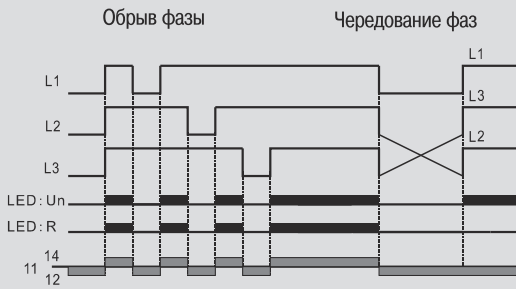 Обрыв фазы
Чередование фаз
L1
L1
L3
L2
L2
L3
LED: Un
LED: R
14
11
12